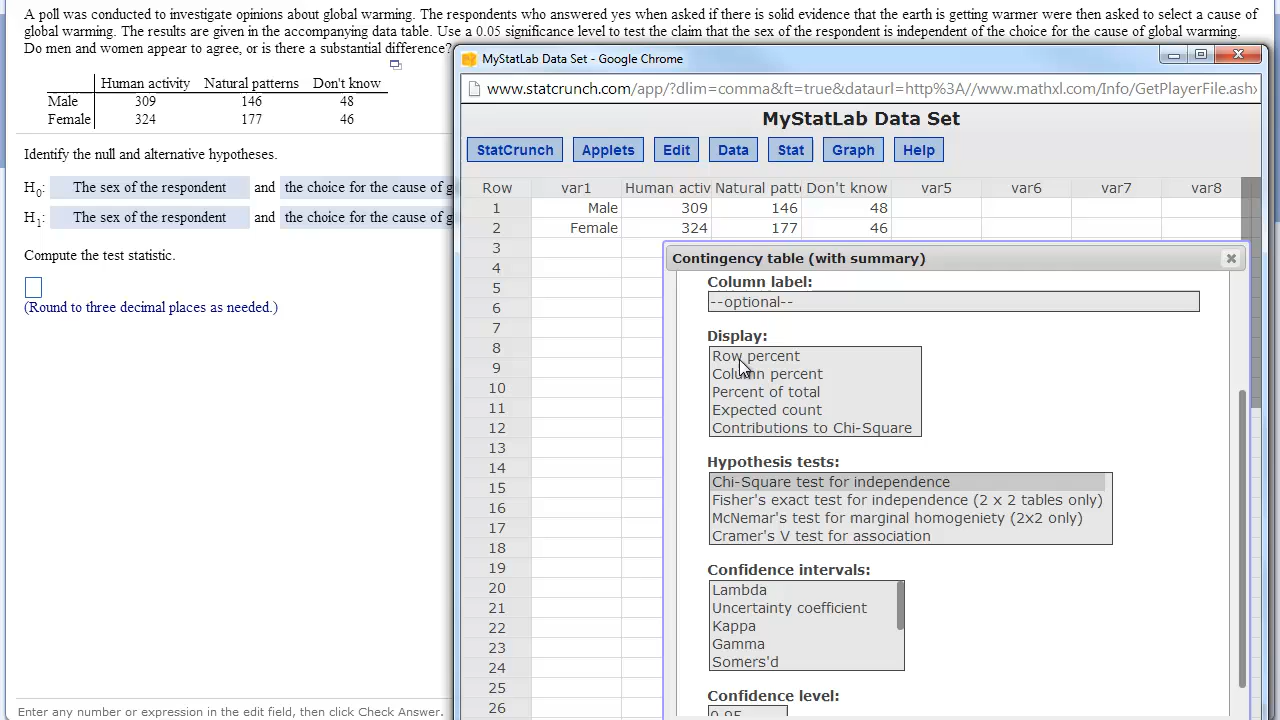 A poll was conducted to investigate opinions about global warming. The respondents who answered yes when asked if there is solid evidence that the earth is getting warmer were then asked to select a cause of
global warming. The results are given in the accompanying data table. Use a 0.05 significance level to test the claim that the sex of the respondent is independent of the choice for the cause of global warming.
Do men and women appear to agree, or is there a substantial difference?
Human activity Natural patterns Don't know
Male 309 146 48
Female 324 177 46
Identify the null and alternative hypotheses.
H0: The sex of the respondent and the choice for the cause of g
H1: The sex of the respondent and the choice for the cause of g
Compute the test statistic.
(Round to three decimal places as needed.)
Enter any number or expression in the edit field, then click Check Answer.
MyStatLab Data Set - Google Chrome
www.statcrunch.com/app/?dlim=comma&ft=true&dataurl=http%3A//www.mathxl.com/Info/GetPlayerFile.ashx
MyStatLab Data Set
StatCrunch Applets Edit Data Stat Graph Help
Row var1 Human activ Natural patt Don't know var5 var6 var7 var8
1 Male 309 146 48
2 Female 324 177 46
3
4
5
6
7
8
9
10
11
12
13
14
15
16
17
18
19
20
21
22
23
24
25
26
Contingency table (with summary)
Column label:
--optional--
Display:
Row percent
Column percent
Percent of total
Expected count
Contributions to Chi-Square
Hypothesis tests:
Chi-Square test for independence
Fisher's exact test for independence (2 x 2 tables only)
McNemar's test for marginal homogeniety (2x2 only)
Cramer's V test for association
Confidence intervals:
Lambda
Uncertainty coefficient
Kappa
Gamma
Somers'd
Confidence level:
0.95